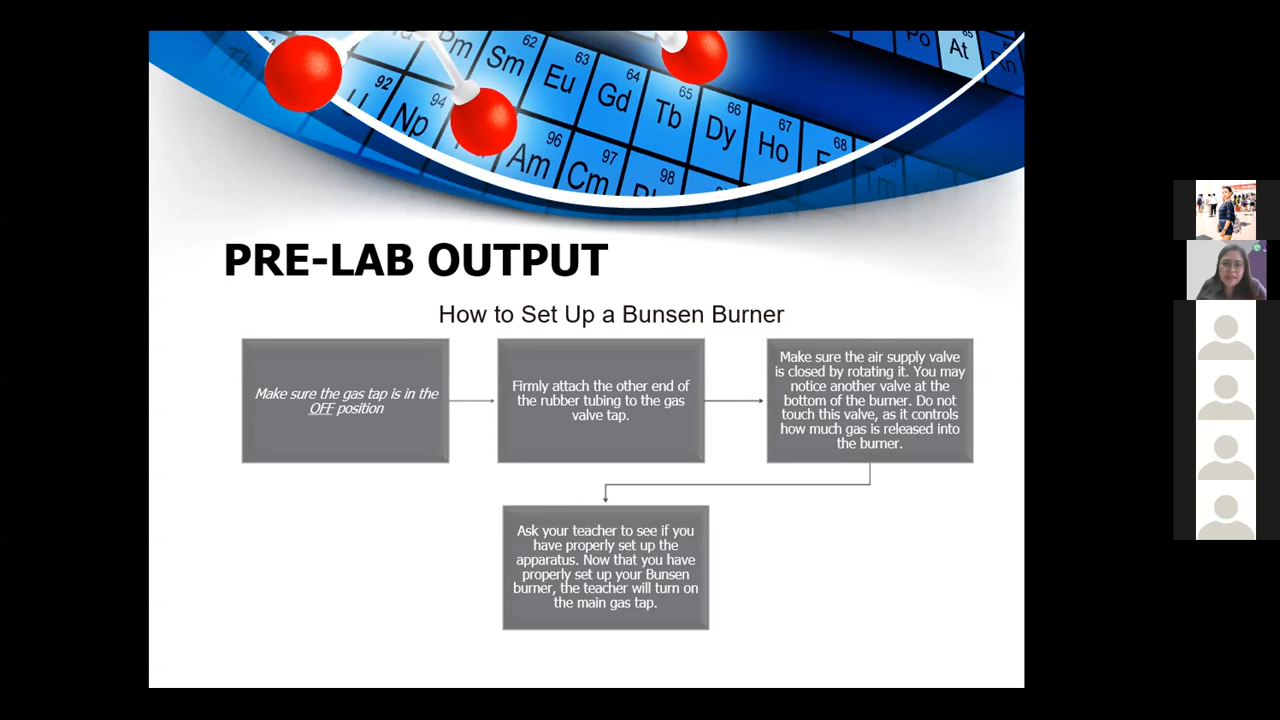 62
63
64
65
66
67
68
85
92
94
96
97
98
Sm
Eu
Gd
Tb
Dy
Ho
Po
At
Rn
Np
Am
Cm
Th
Tm
PRE-LAB OUTPUT
How to Set Up a Bunsen Burner
Make sure the gas tap is in the
OFF position
Firmly attach the other end of
the rubber tubing to the gas
valve tap.
Make sure the air supply valve
is closed by rotating it. You may
notice another valve at the
bottom of the burner. Do not
touch this valve, as it controls
how much gas is released into
the burner.
Ask your teacher to see if you
have properly set up the
apparatus. Now that you have
properly set up your Bunsen
burner, the teacher will turn on
the main gas tap.